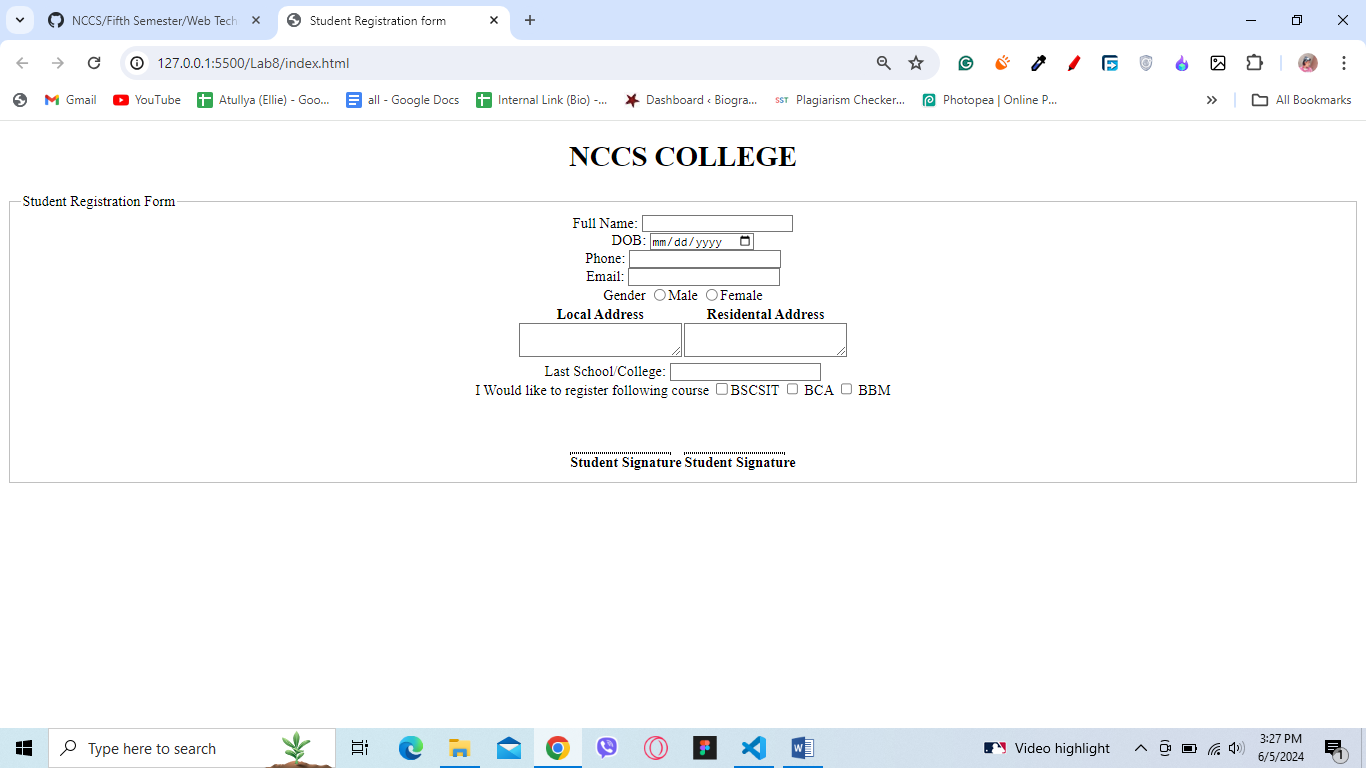 NCCS/Fifth Semester/Web Tech
Student Registration form
127.0.0.1:5500/Lab8/index.html
Gmail
YouTube
Atullya (Ellie) - Goo...
all - Google Docs
Internal Link (Bio) -...
Dashboard ‹ Biogra...
SST Plagiarism Checker...
Photopea | Online P...
All Bookmarks
NCCS COLLEGE
Student Registration Form
Full Name:
DOB: mm/dd/yyyy
Phone:
Email:
Gender Male Female
Local Address Residental Address
Last School/College:
I Would like to register following course BSCSIT BCA BBM
Student Signature Student Signature
Type here to search
Video highlight
3:27 PM
6/5/2024
1